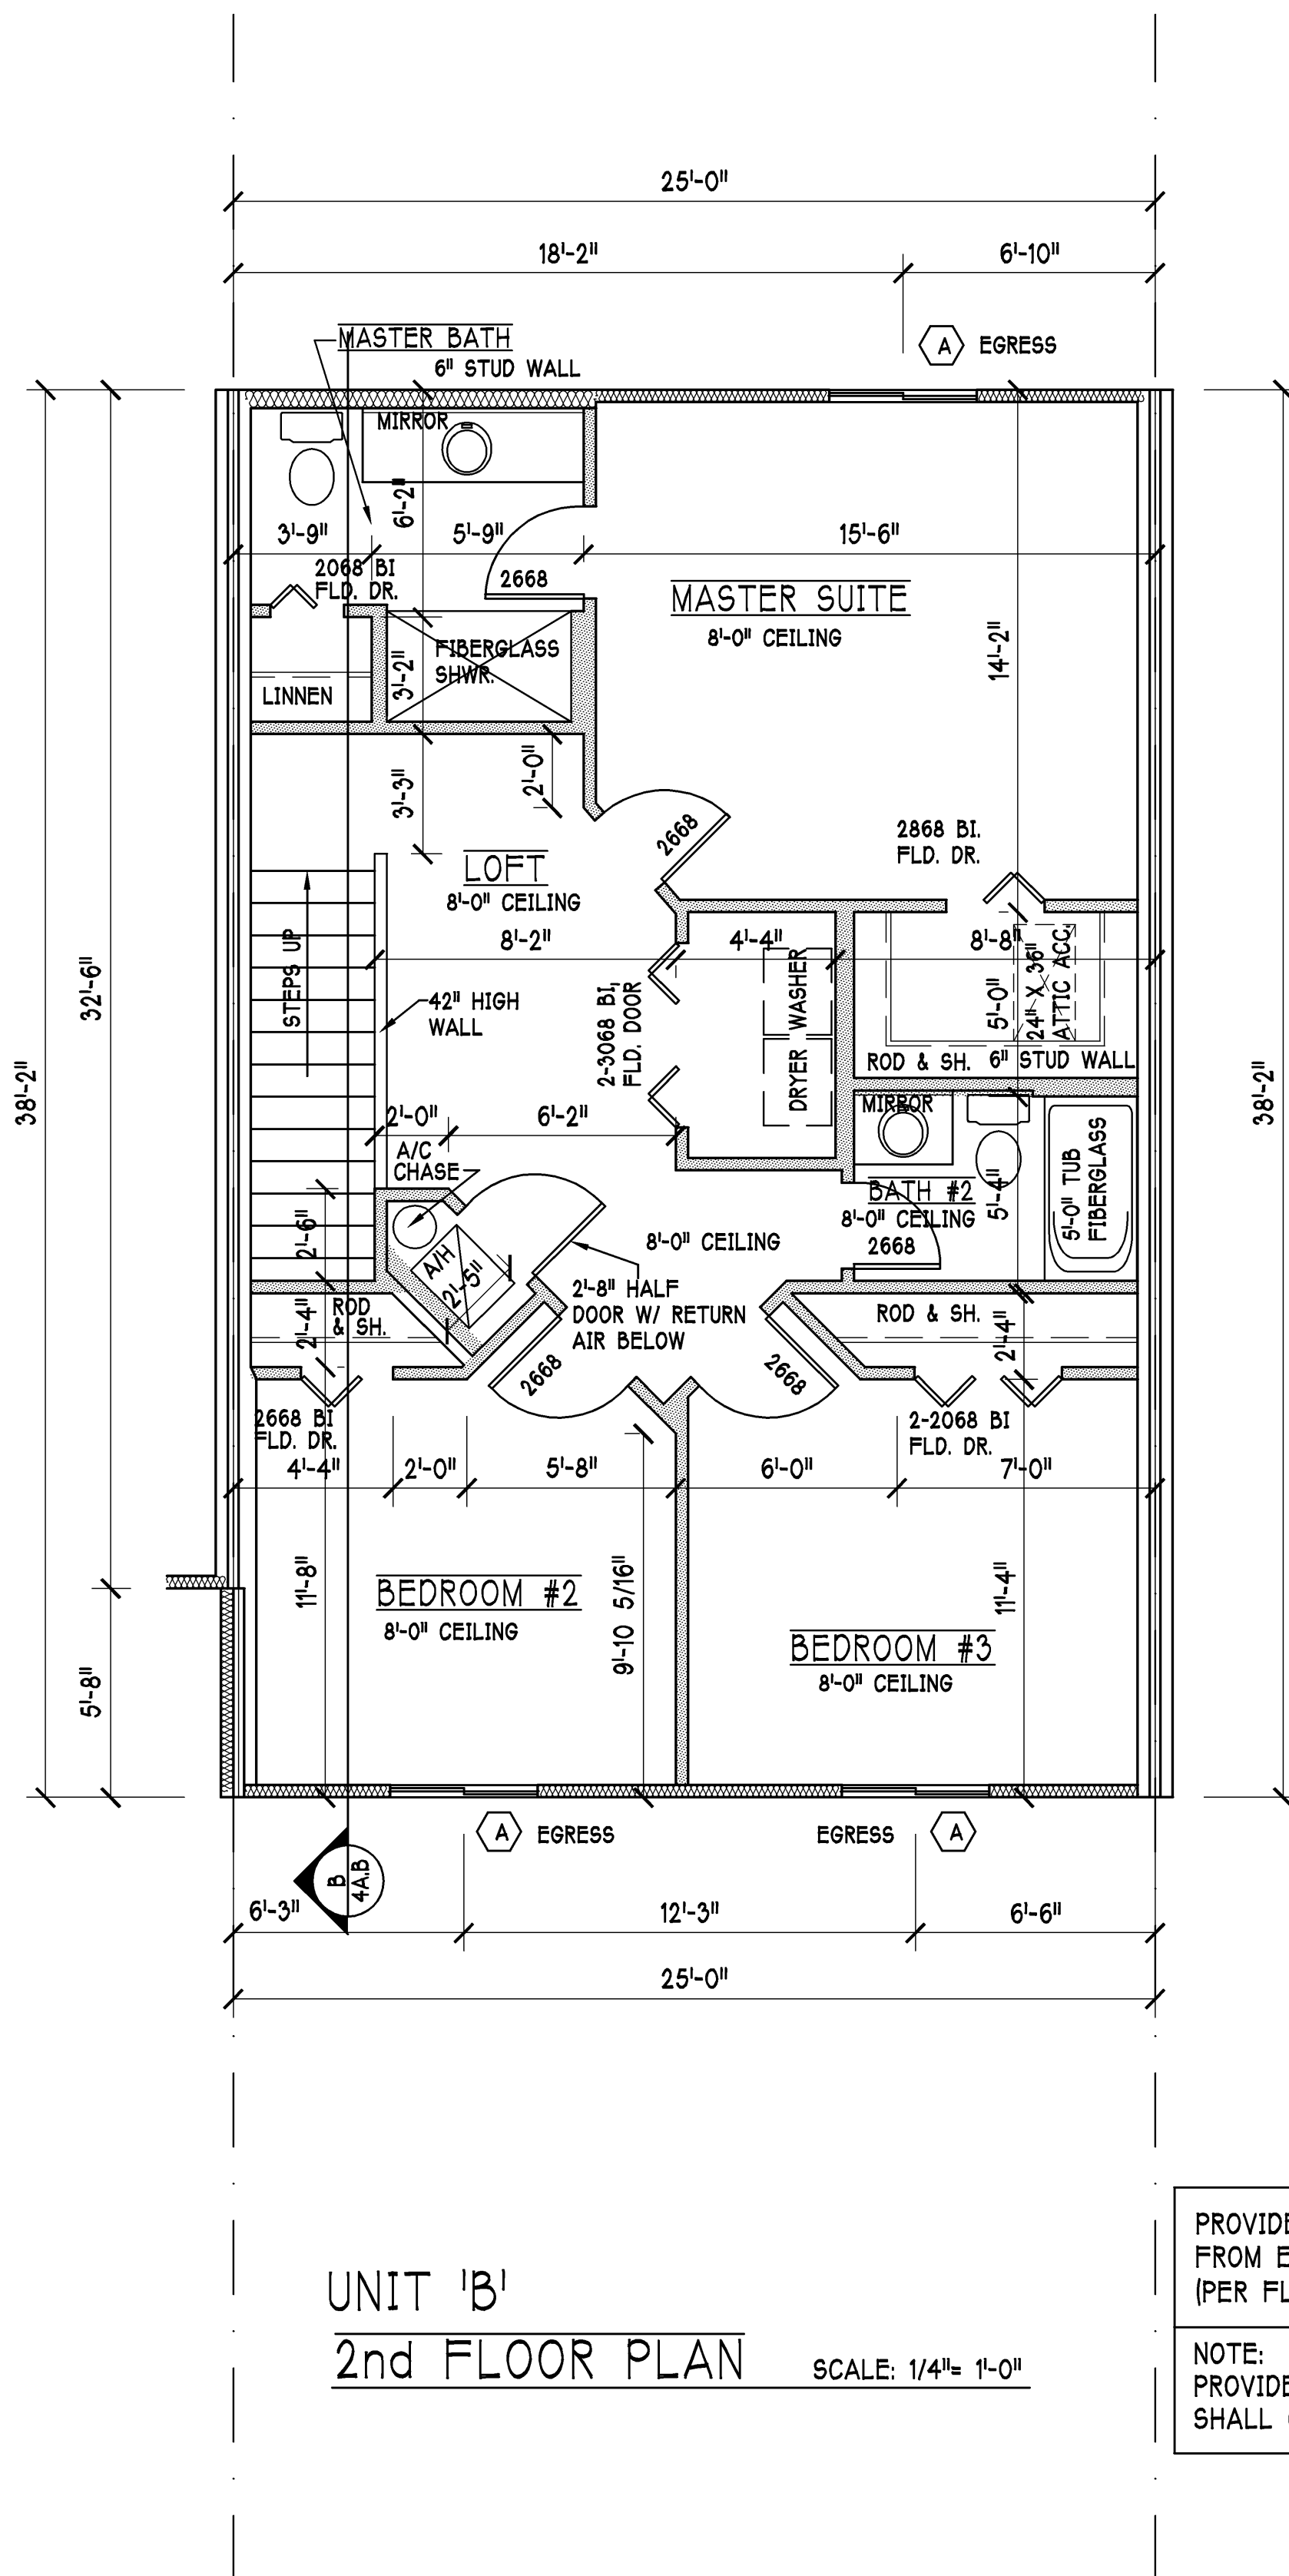 25'-0"
18'-2"
6'-10"
MASTER BATH
6" STUD WALL
A
EGRESS
MIRROR
6'-2"
3'-9"
5'-9"
15'-6"
2068 BI
FLD. DR.
2668
MASTER SUITE
8'-0" CEILING
14'-2"
FIBERGLASS
SHWR.
3'-2"
LINNEN
2'-0"
3'-3"
2668
2868 BI.
FLD. DR.
LOFT
8'-0" CEILING
8'-2"
4'-4"
8'-8"
STEPS UP
42" HIGH
WALL
2-3068 BI,
FLD. DOOR
WASHER
DRYER
5'-0"
24" X 36"
ATTIC ACC.
ROD & SH.
6" STUD WALL
32'-6"
38'-2"
38'-2"
2'-0"
6'-2"
MIRROR
A/C
CHASE
BATH #2
8'-0" CEILING
5'-4"
5'-0" TUB
FIBERGLASS
2668
2'-6"
A/H
2'-5"
8'-0" CEILING
2'-8" HALF
DOOR W/ RETURN
AIR BELOW
ROD
& SH.
2'-4"
ROD & SH.
2'-4"
2668
2668
2668 BI
FLD. DR.
2-2068 BI
FLD. DR.
4'-4"
2'-0"
5'-8"
6'-0"
7'-0"
11'-8"
BEDROOM #2
8'-0" CEILING
9'-10 5/16"
11'-4"
BEDROOM #3
8'-0" CEILING
5'-8"
A
EGRESS
EGRESS
A
B
4A.B
6'-3"
12'-3"
6'-6"
25'-0"
UNIT 'B'
2nd FLOOR PLAN
SCALE: 1/4"= 1'-0"
PROVIDE
FROM E
(PER FL
NOTE:
PROVIDE
SHALL